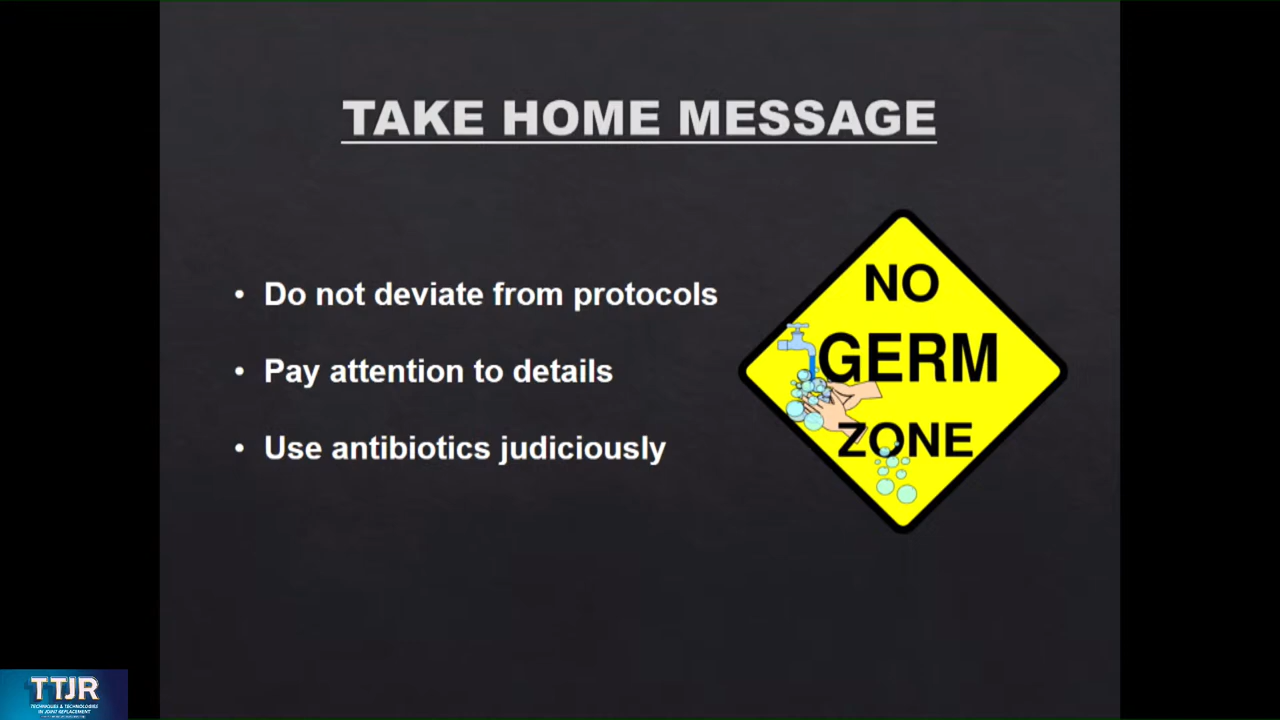 TAKE HOME MESSAGE
• Do not deviate from protocols
• Pay attention to details
• Use antibiotics judiciously
NO
GERM
ZONE
TTJR
TECHNIQUES & TECHNOLOGIES
IN JOINT REPLACEMENT